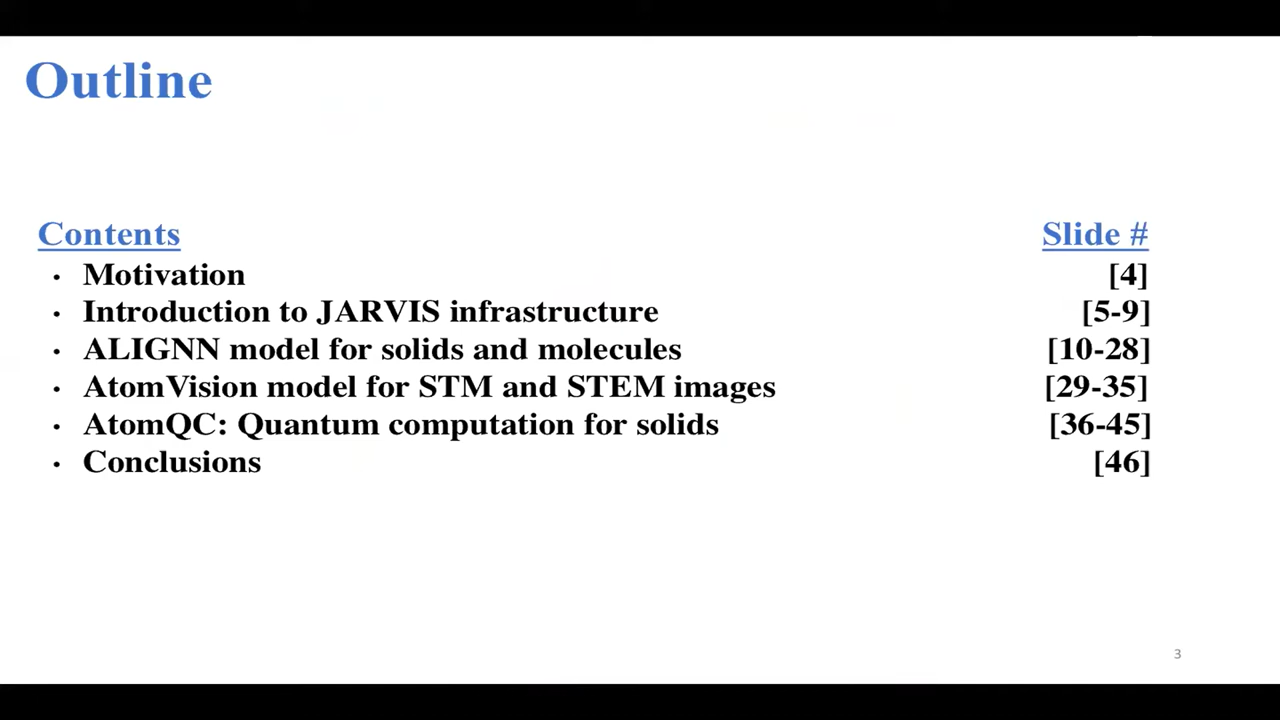 Outline
Contents Slide #
• Motivation [4]
• Introduction to JARVIS infrastructure [5-9]
• ALIGNN model for solids and molecules [10-28]
• AtomVision model for STM and STEM images [29-35]
• AtomQC: Quantum computation for solids [36-45]
• Conclusions [46]
3